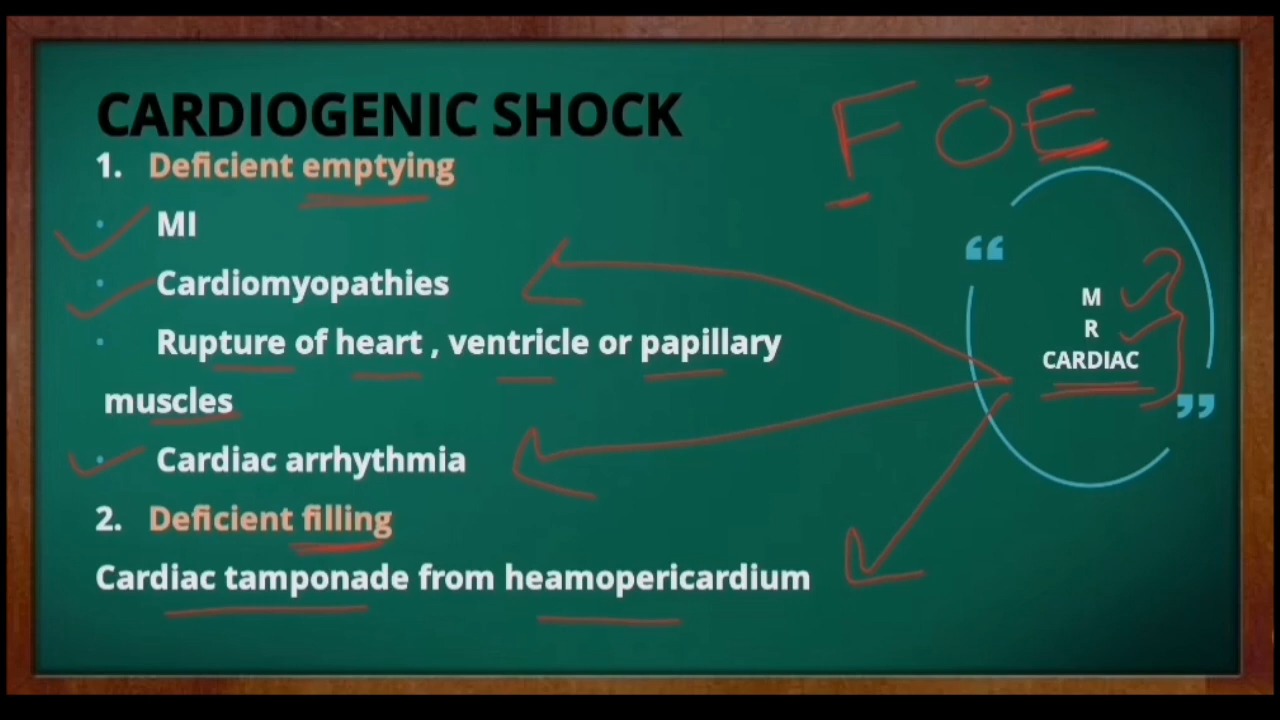 CARDIOGENIC SHOCK
1. Deficient emptying
• MI
• Cardiomyopathies
• Rupture of heart , ventricle or papillary
muscles
• Cardiac arrhythmia
2. Deficient filling
Cardiac tamponade from heamopericardium
FOE
“
M
R
CARDIAC
”